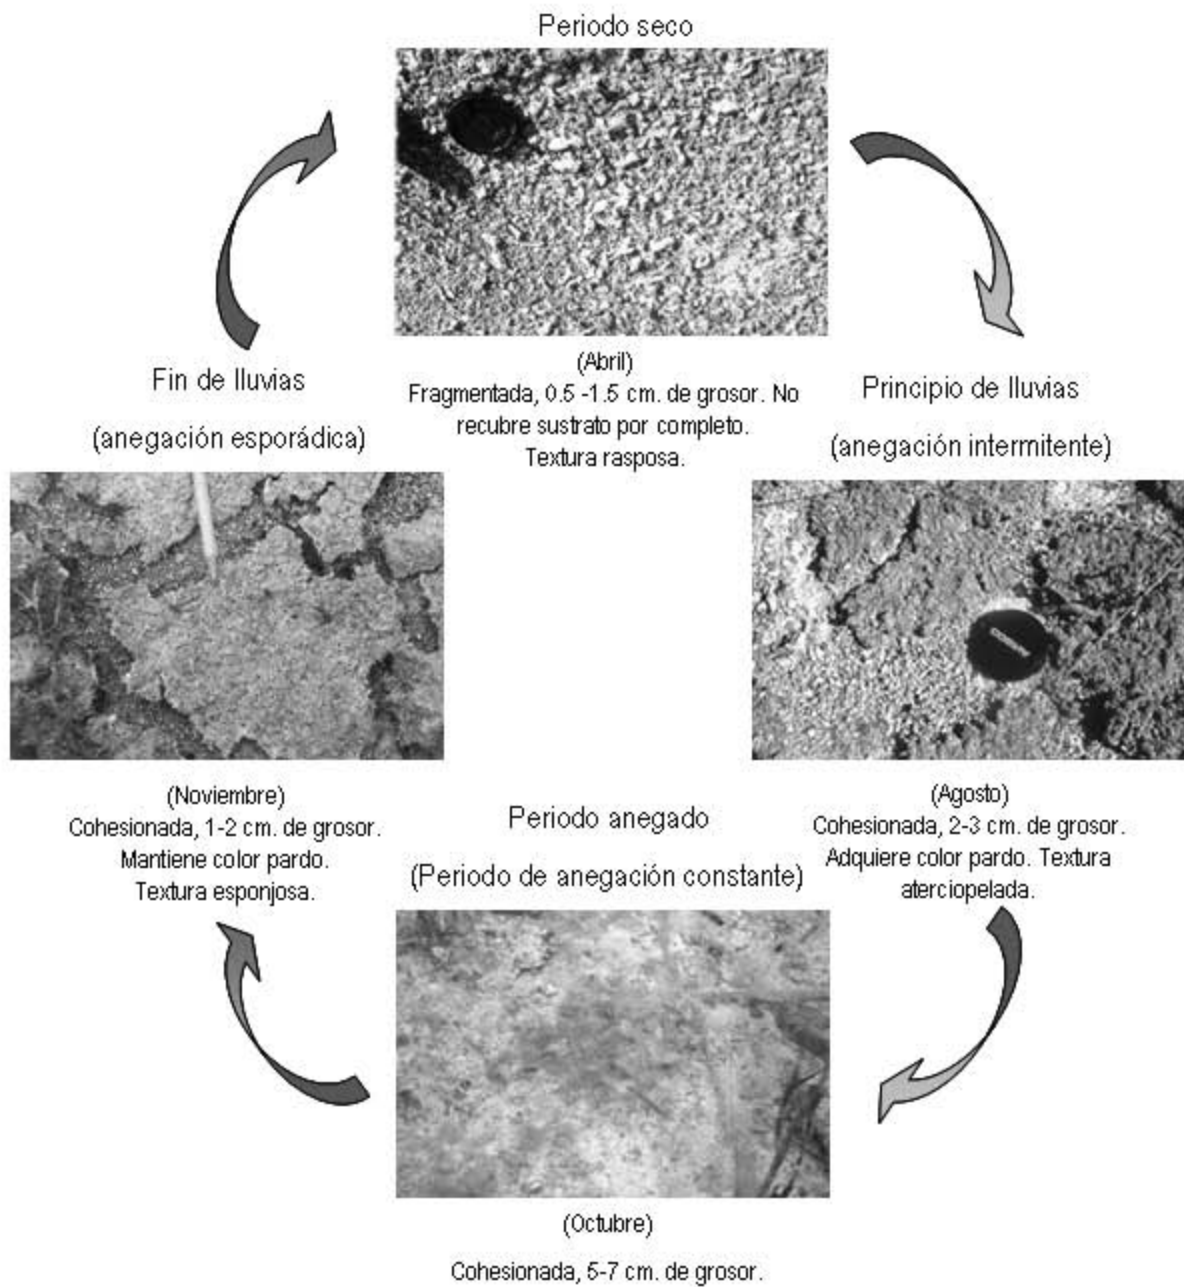 Periodo seco
(Abril)
Fragmentada, 0.5 -1.5 cm. de grosor. No
recubre sustrato por completo.
Textura rasposa.
Principio de lluvias
(anegación intermitente)
(Agosto)
Cohesionada, 2-3 cm. de grosor.
Adquiere color pardo. Textura
aterciopelada.
Periodo anegado
(Periodo de anegación constante)
(Octubre)
Cohesionada, 5-7 cm. de grosor.
Fin de lluvias
(anegación esporádica)
(Noviembre)
Cohesionada, 1-2 cm. de grosor.
Mantiene color pardo.
Textura esponjosa.